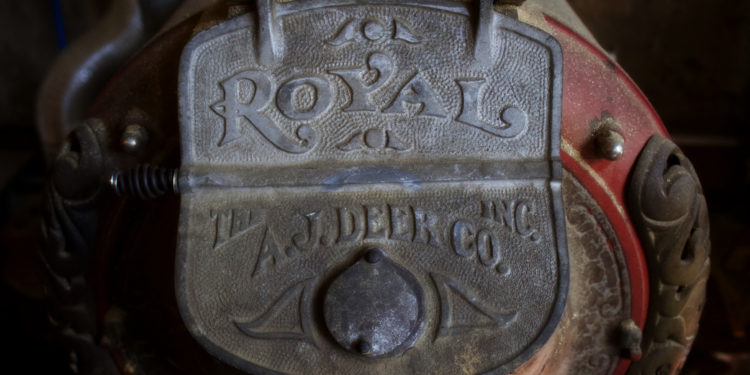 ROYAL
THE A.J. DEER CO. INC.